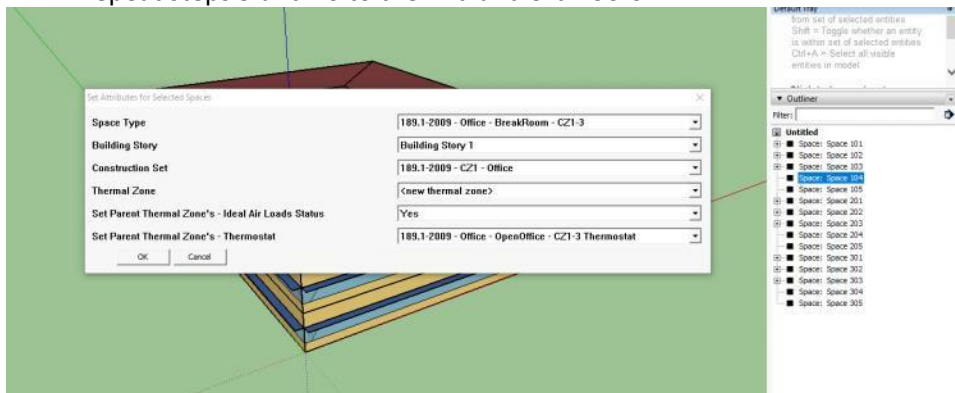 Default Tray
from set of selected entities
Shift = Toggle whether an entity
is within set of selected entities
Ctrl+A = Select all visible
entities in model
Outliner
Filter:
Untitled
Space: Space 101
Space: Space 102
Space: Space 103
Space: Space 104
Space: Space 105
Space: Space 201
Space: Space 202
Space: Space 203
Space: Space 204
Space: Space 205
Space: Space 301
Space: Space 302
Space: Space 303
Space: Space 304
Space: Space 305
Set Attributes for Selected Spaces
Space Type 189.1-2009 - Office - BreakRoom - CZ1-3
Building Story Building Story 1
Construction Set 189.1-2009 - CZ1 - Office
Thermal Zone <new thermal zone>
Set Parent Thermal Zone's - Ideal Air Loads Status Yes
Set Parent Thermal Zone's - Thermostat 189.1-2009 - Office - OpenOffice - CZ1-3 Thermostat
OK Cancel